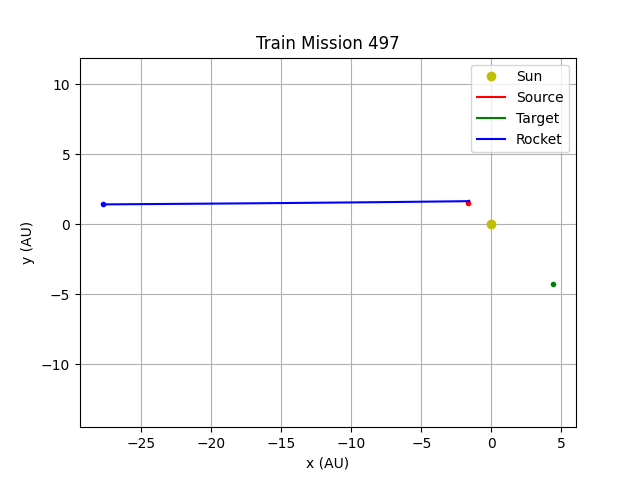 Train Mission 497
Sun
Source
Target
Rocket
10
5
0
−5
−10
y (AU)
−25
−20
−15
−10
−5
0
5
x (AU)